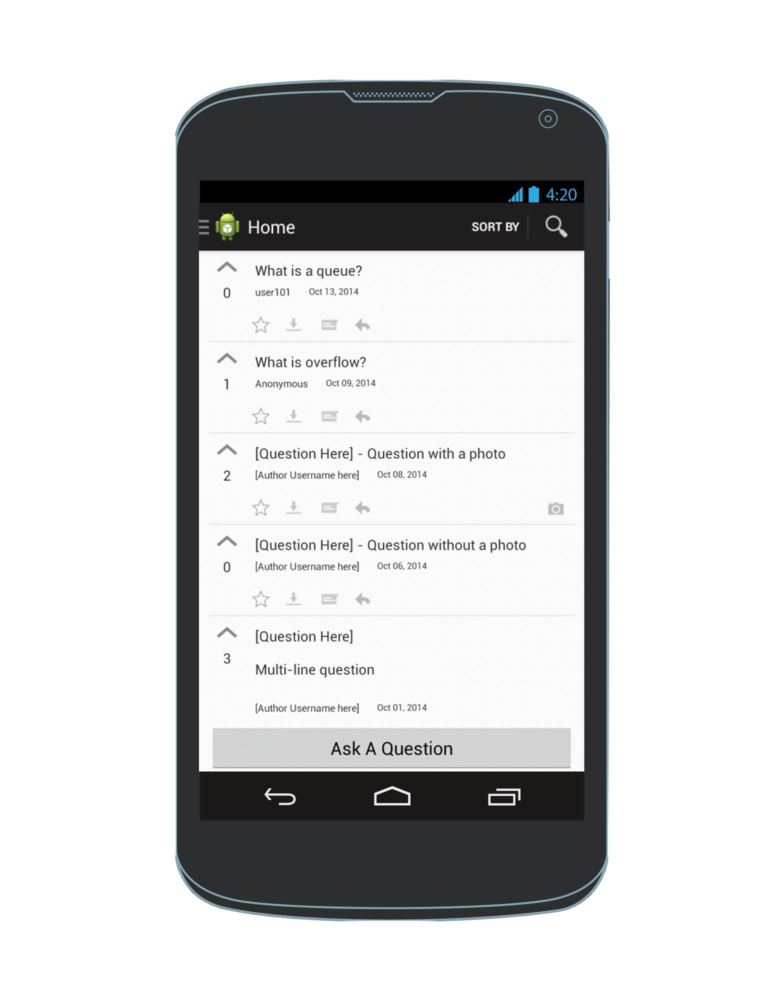 4:20
Home SORT BY
What is a queue?
0 user101 Oct 13, 2014
What is overflow?
1 Anonymous Oct 09, 2014
[Question Here] - Question with a photo
2 [Author Username here] Oct 08, 2014
[Question Here] - Question without a photo
0 [Author Username here] Oct 06, 2014
[Question Here]
3
Multi-line question
[Author Username here] Oct 01, 2014
Ask A Question